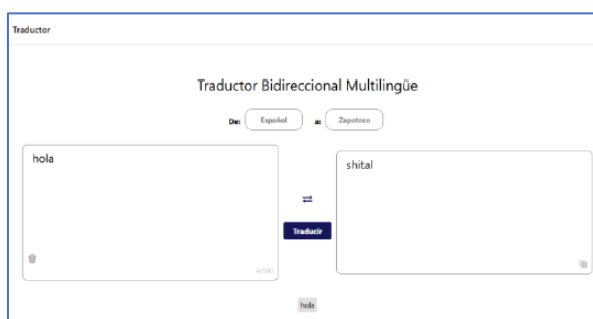 Traductor
Traductor Bidireccional Multilingüe
De: Español a: Zapoteco
hola
shital
Traducir
4/500
hola